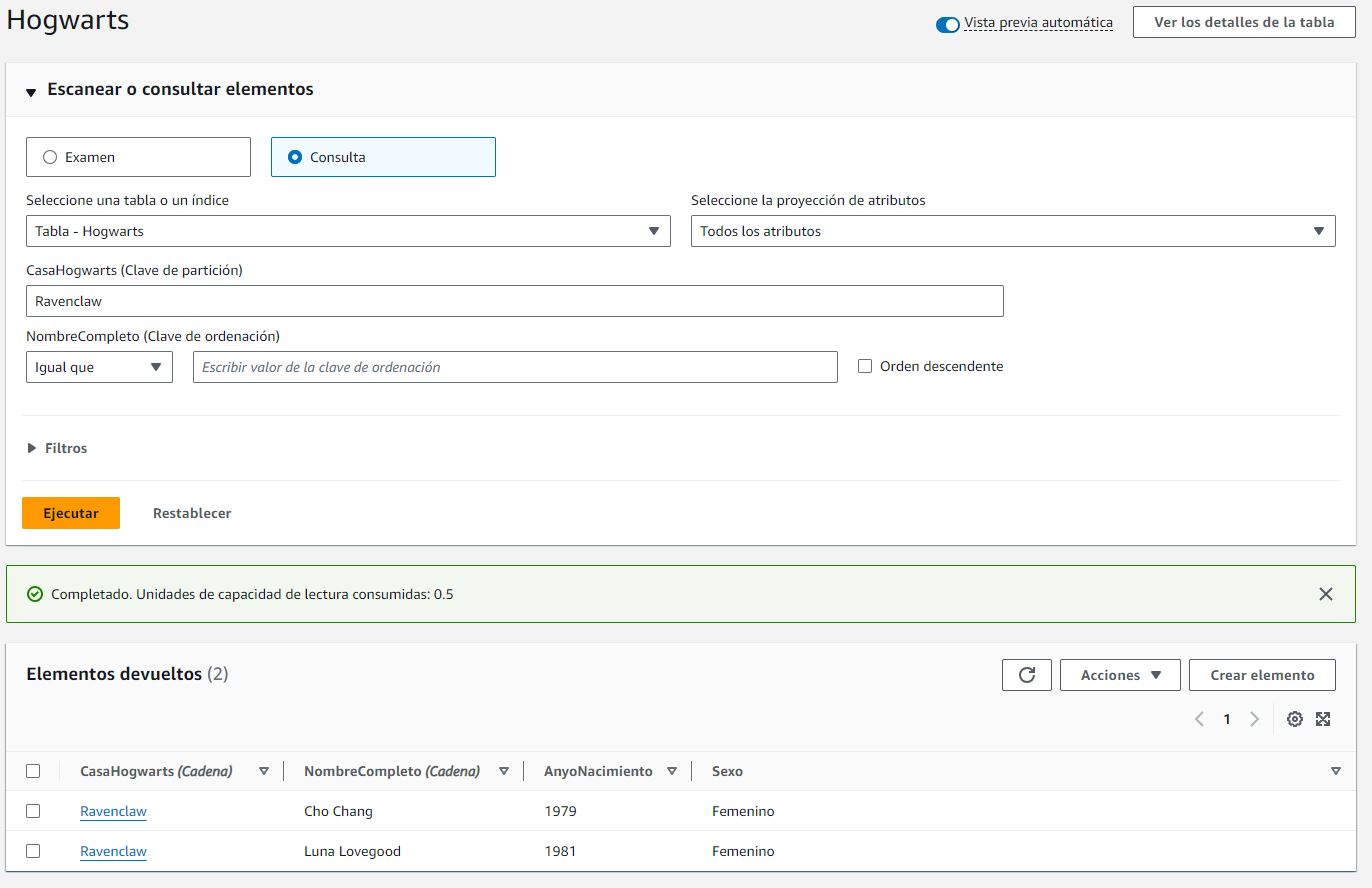 Hogwarts
Vista previa automática
Ver los detalles de la tabla
Escanear o consultar elementos
Examen
Consulta
Seleccione una tabla o un índice
Seleccione la proyección de atributos
Tabla - Hogwarts
Todos los atributos
CasaHogwarts (Clave de partición)
Ravenclaw
NombreCompleto (Clave de ordenación)
Igual que
Escribir valor de la clave de ordenación
Orden descendente
Filtros
Ejecutar
Restablecer
Completado. Unidades de capacidad de lectura consumidas: 0.5
Elementos devueltos (2)
Acciones
Crear elemento
1
CasaHogwarts (Cadena) NombreCompleto (Cadena) AnyoNacimiento Sexo
Ravenclaw Cho Chang 1979 Femenino
Ravenclaw Luna Lovegood 1981 Femenino